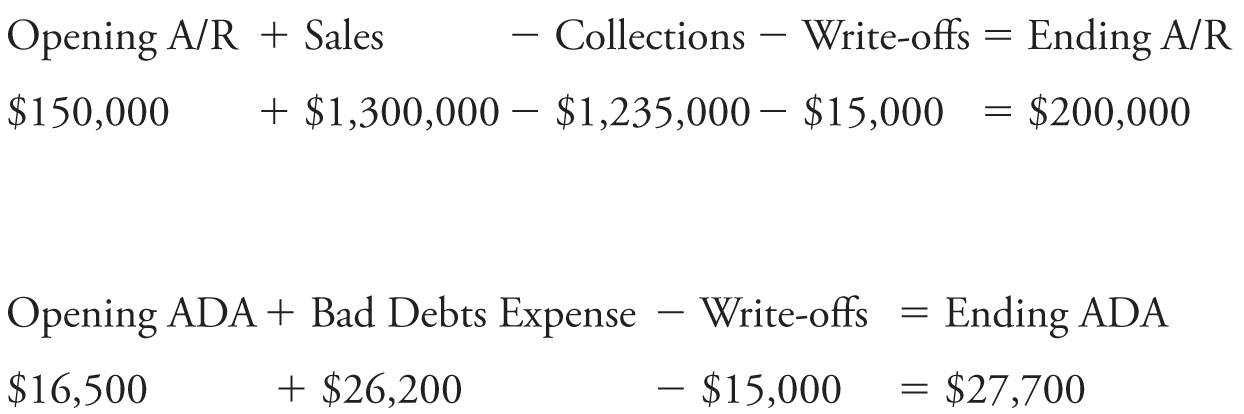 Opening A/R + Sales − Collections − Write-offs = Ending A/R
$150,000 + $1,300,000 − $1,235,000 − $15,000 = $200,000
Opening ADA + Bad Debts Expense − Write-offs = Ending ADA
$16,500 + $26,200 − $15,000 = $27,700